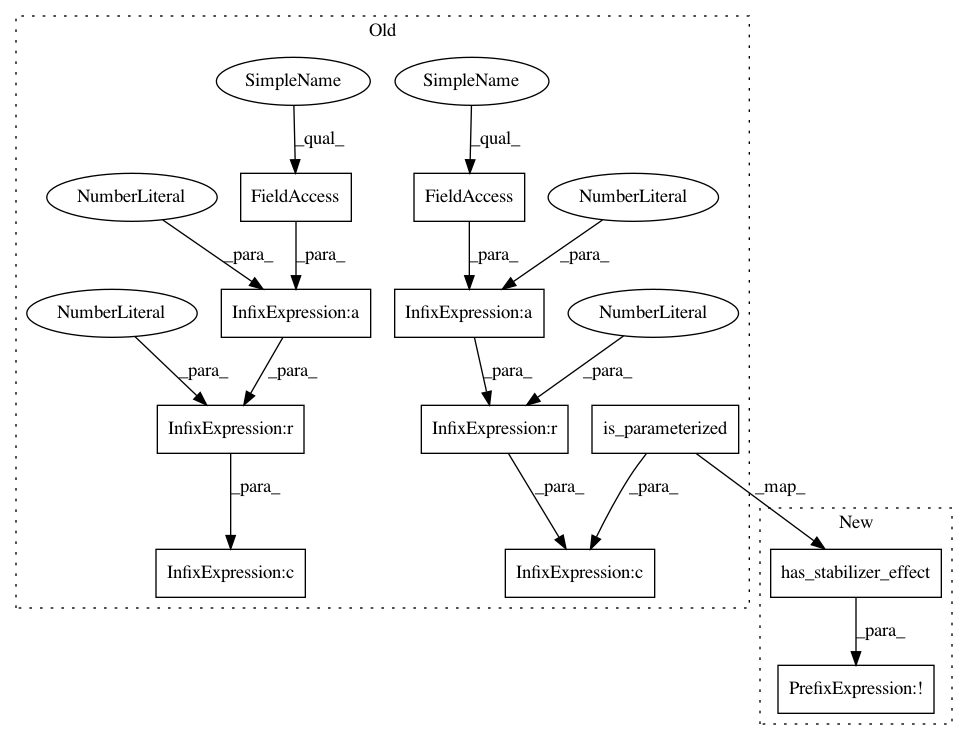 Old
SimpleName
SimpleName
_qual_
_qual_
NumberLiteral
FieldAccess
FieldAccess
NumberLiteral
_para_
_para_
_para_
_para_
NumberLiteral
InfixExpression:a
InfixExpression:a
NumberLiteral
_para_
_para_
_para_
_para_
InfixExpression:r
InfixExpression:r
is_parameterized
_para_
_para_
_para_
_map_
New
InfixExpression:c
InfixExpression:c
has_stabilizer_effect
_para_
PrefixExpression:!